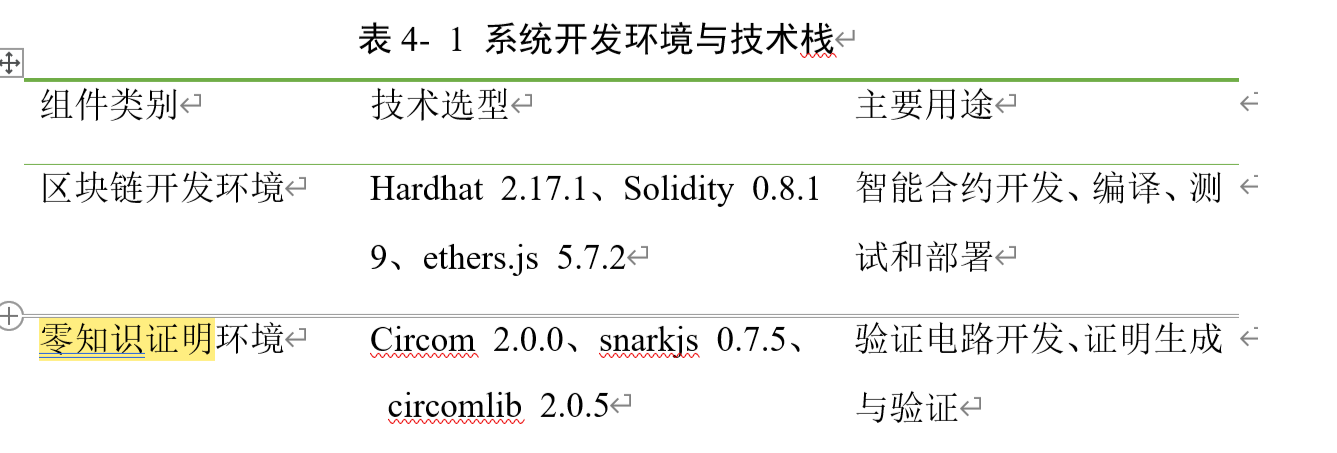 表 4- 1 系统开发环境与技术栈
组件类别 技术选型 主要用途
区块链开发环境 Hardhat 2.17.1、Solidity 0.8.1 智能合约开发、编译、测
9、ethers.js 5.7.2 试和部署
零知识证明环境 Circom 2.0.0、snarkjs 0.7.5、 验证电路开发、证明生成
circomlib 2.0.5 与验证